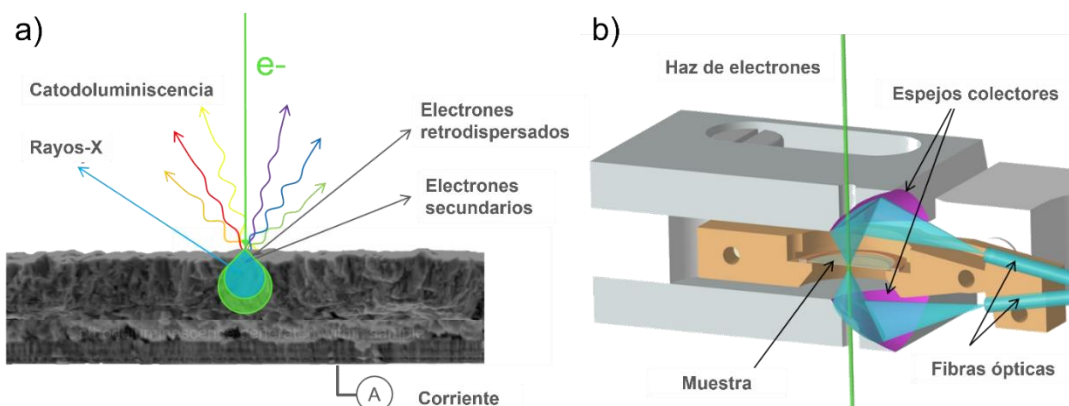 a)
e-
Catodoluminiscencia
Rayos-X
Electrones
retrodispersados
Electrones
secundarios
A
Corriente
b)
Haz de electrones
Espejos colectores
Muestra
Fibras ópticas